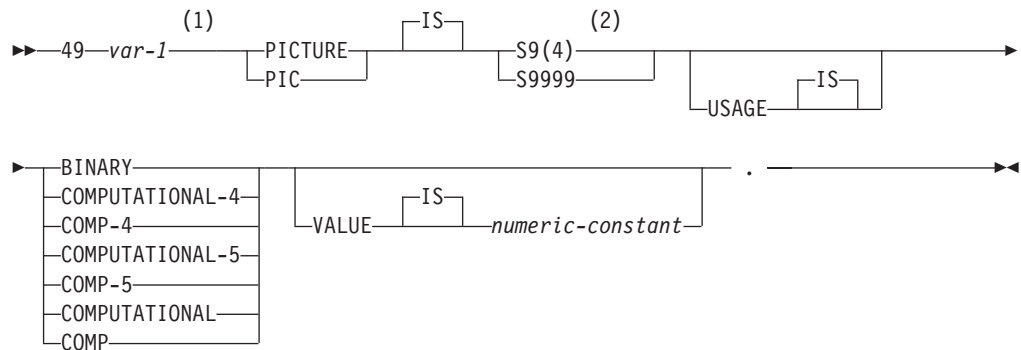 (1) IS (2) IS
49 var-1 PICTURE S9(4)
PIC S9999 USAGE
BINARY IS .
COMPUTATIONAL-4 VALUE numeric-constant
COMP-4
COMPUTATIONAL-5
COMP-5
COMPUTATIONAL
COMP